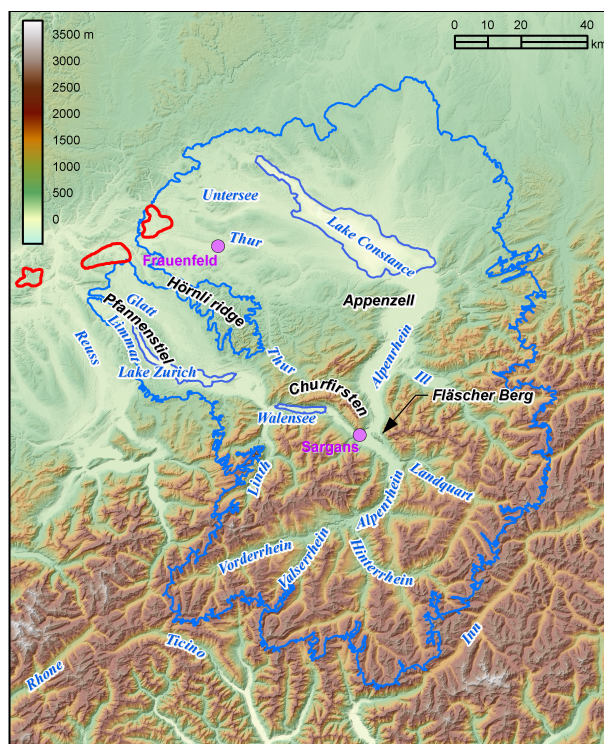 3500 m
3000
2500
2000
1500
1000
500
0
0 20 40
km
Untersee
Lake Constance
Thur
Frauenfeld
Appenzell
Hörnli ridge
Glatt
Pfannenstiel
Limmat
Reuss
Thur
Alpenrhein
Lake Zurich
Ill
Churfirsten
Fläscher Berg
Walensee
Sargans
Linth
Landquart
Alpenrhein
Vorderrhein
Valserrhein
Hinterrhein
Inn
Ticino
Rhone